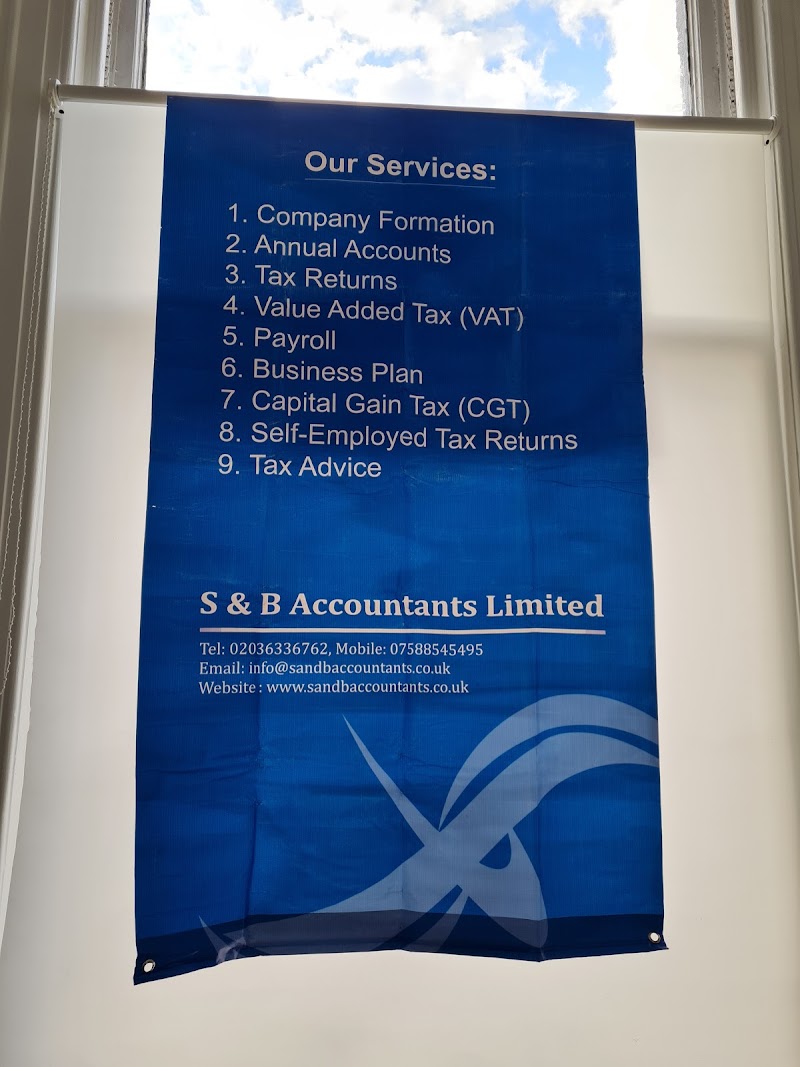 Our Services:
1. Company Formation
2. Annual Accounts
3. Tax Returns
4. Value Added Tax (VAT)
5. Payroll
6. Business Plan
7. Capital Gain Tax (CGT)
8. Self-Employed Tax Returns
9. Tax Advice
S & B Accountants Limited
Tel: 02036336762, Mobile: 07588545495
Email: info@sandbaccountants.co.uk
Website : www.sandbaccountants.co.uk